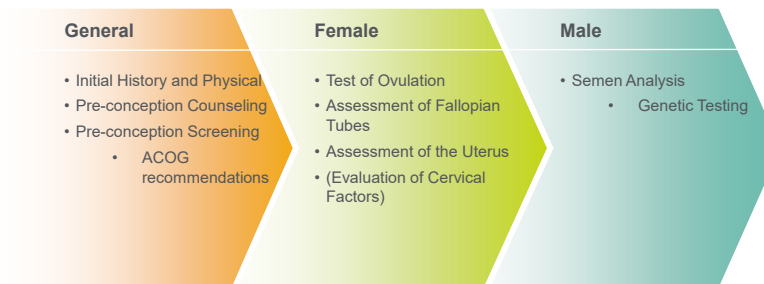 General
• Initial History and Physical
• Pre-conception Counseling
• Pre-conception Screening
• ACOG
recommendations
Female
• Test of Ovulation
• Assessment of Fallopian
Tubes
• Assessment of the Uterus
• (Evaluation of Cervical
Factors)
Male
• Semen Analysis
• Genetic Testing